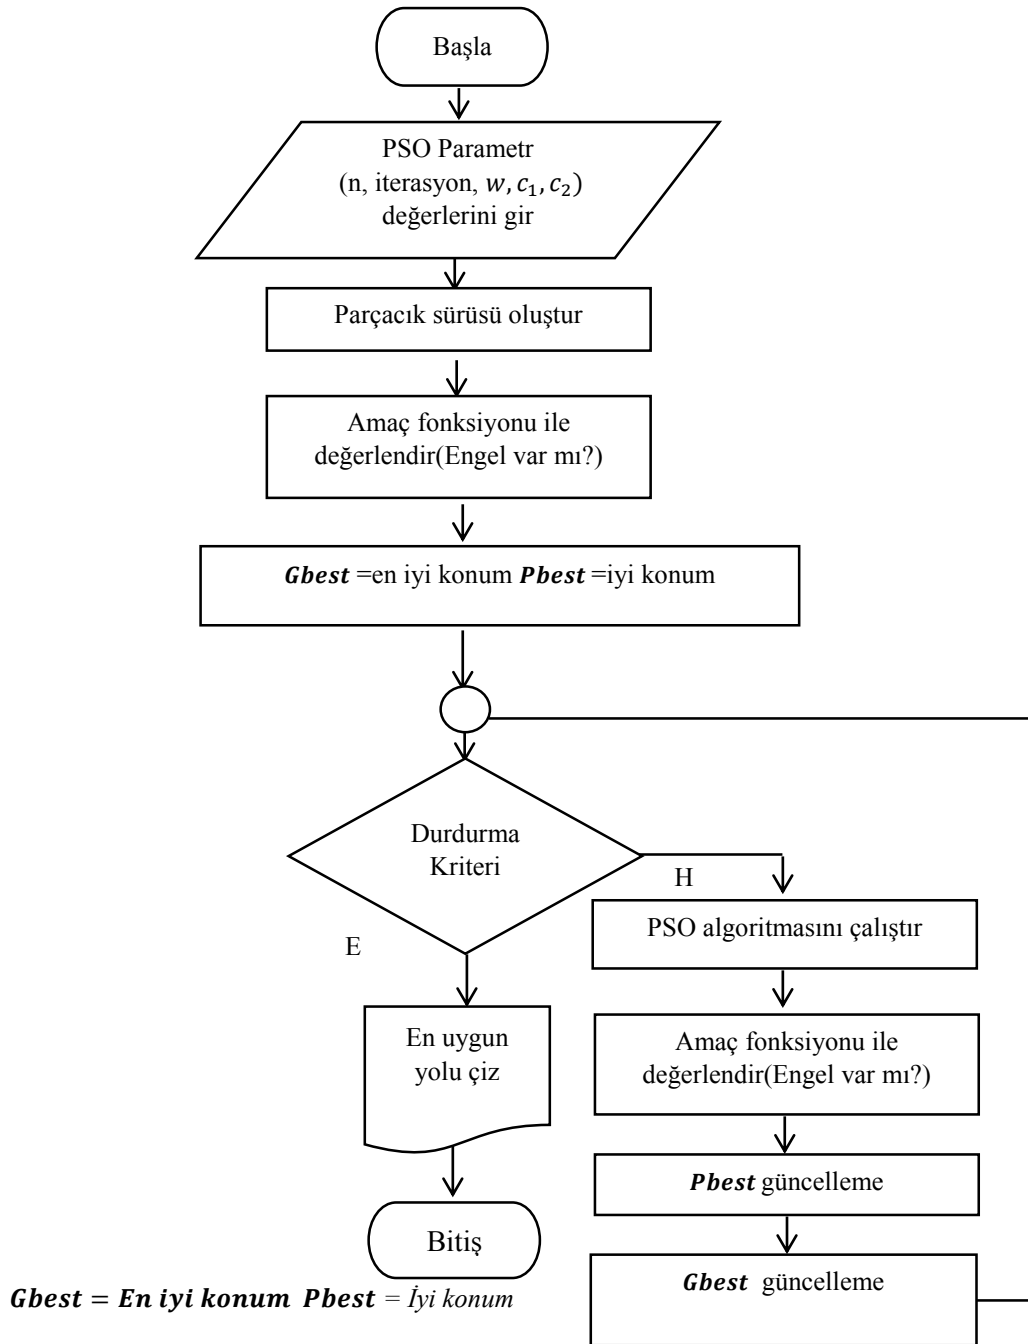 Başla
PSO Parametr
(n, iterasyon, w, c₁, c₂)
değerlerini gir
Parçacık sürüsü oluştur
Amaç fonksiyonu ile
değerlendir(Engel var mı?)
Gbest =en iyi konum Pbest =iyi konum
Durdurma
Kriteri
H
E
PSO algoritmasını çalıştır
En uygun
yolu çiz
Amaç fonksiyonu ile
değerlendir(Engel var mı?)
Pbest güncelleme
Bitiş
Gbest güncelleme
Gbest = En iyi konum Pbest = İyi konum